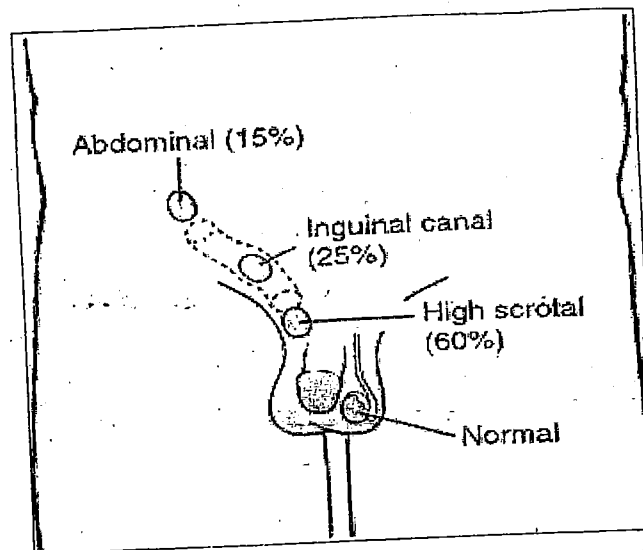 Abdominal (15%)
Inguinal canal
(25%)
High scrotal
(60%)
Normal